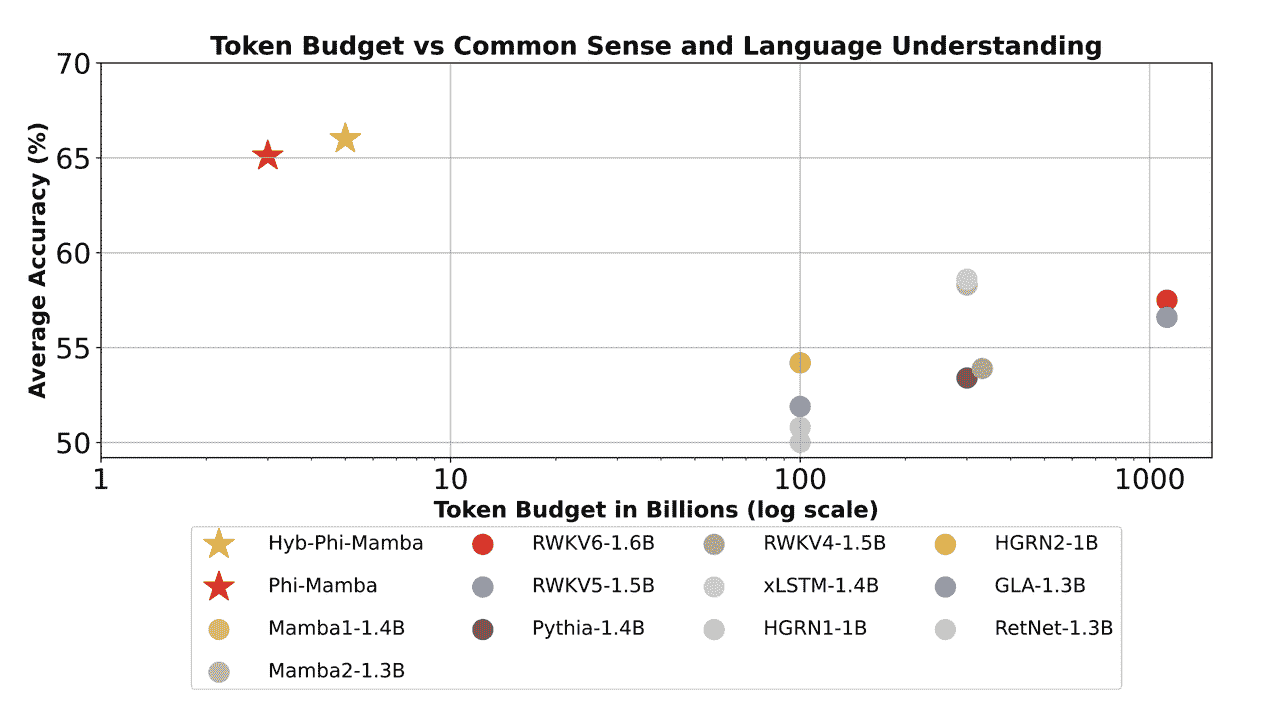 Token Budget vs Common Sense and Language Understanding
70
65
60
55
50
Average Accuracy (%)
1 10 100 1000
Token Budget in Billions (log scale)
Hyb-Phi-Mamba RWKV6-1.6B RWKV4-1.5B HGRN2-1B
Phi-Mamba RWKV5-1.5B xLSTM-1.4B GLA-1.3B
Mamba1-1.4B Pythia-1.4B HGRN1-1B RetNet-1.3B
Mamba2-1.3B